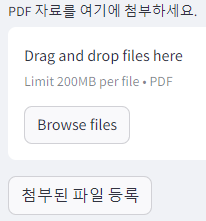 PDF 자료를 여기에 첨부하세요.
Drag and drop files here
Limit 200MB per file • PDF
Browse files
첨부된 파일 등록